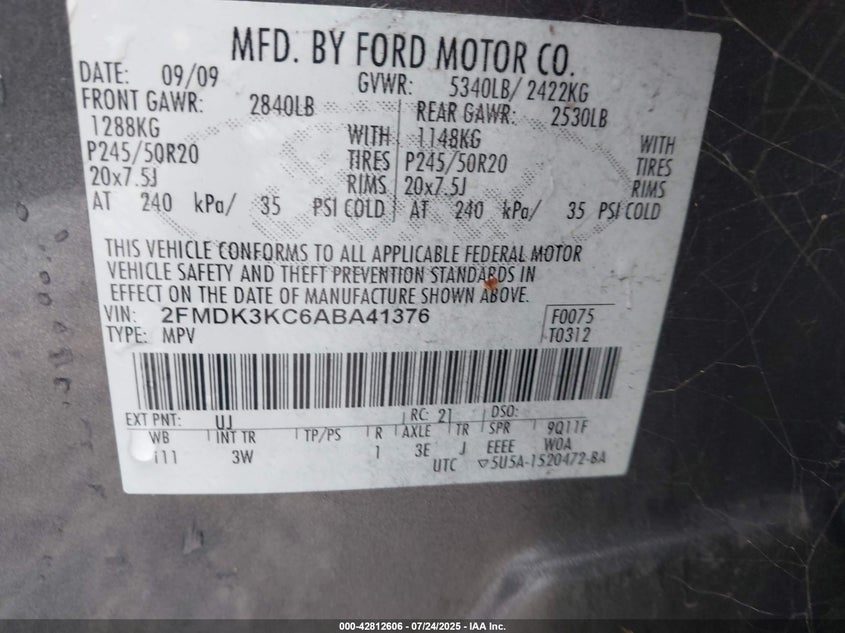 MFD. BY FORD MOTOR CO.
DATE: 09/09 GVWR: 5340LB/ 2422KG
FRONT GAWR: 2840LB REAR GAWR: 2530LB
1288KG WITH 1148KG WITH
P245/50R20 TIRES P245/50R20 TIRES
20x7.5J RIMS 20x7.5J RIMS
AT 240 kPa/ 35 PSI COLD AT 240 kPa/ 35 PSI COLD
THIS VEHICLE CONFORMS TO ALL APPLICABLE FEDERAL MOTOR
VEHICLE SAFETY AND THEFT PREVENTION STANDARDS IN
EFFECT ON THE DATE OF MANUFACTURE SHOWN ABOVE.
VIN: 2FMDK3KC6ABA41376 F0075
TYPE: MPV T0312
EXT PNT: UJ RC: 21 DSO:
WB INT TR TP/PS R AXLE TR SPR 9Q11F
111 3W 1 3E J EEEE W0A
UTC ▽5U5A-1520472-BA
000-42812606 - 07/24/2025 - IAA Inc.